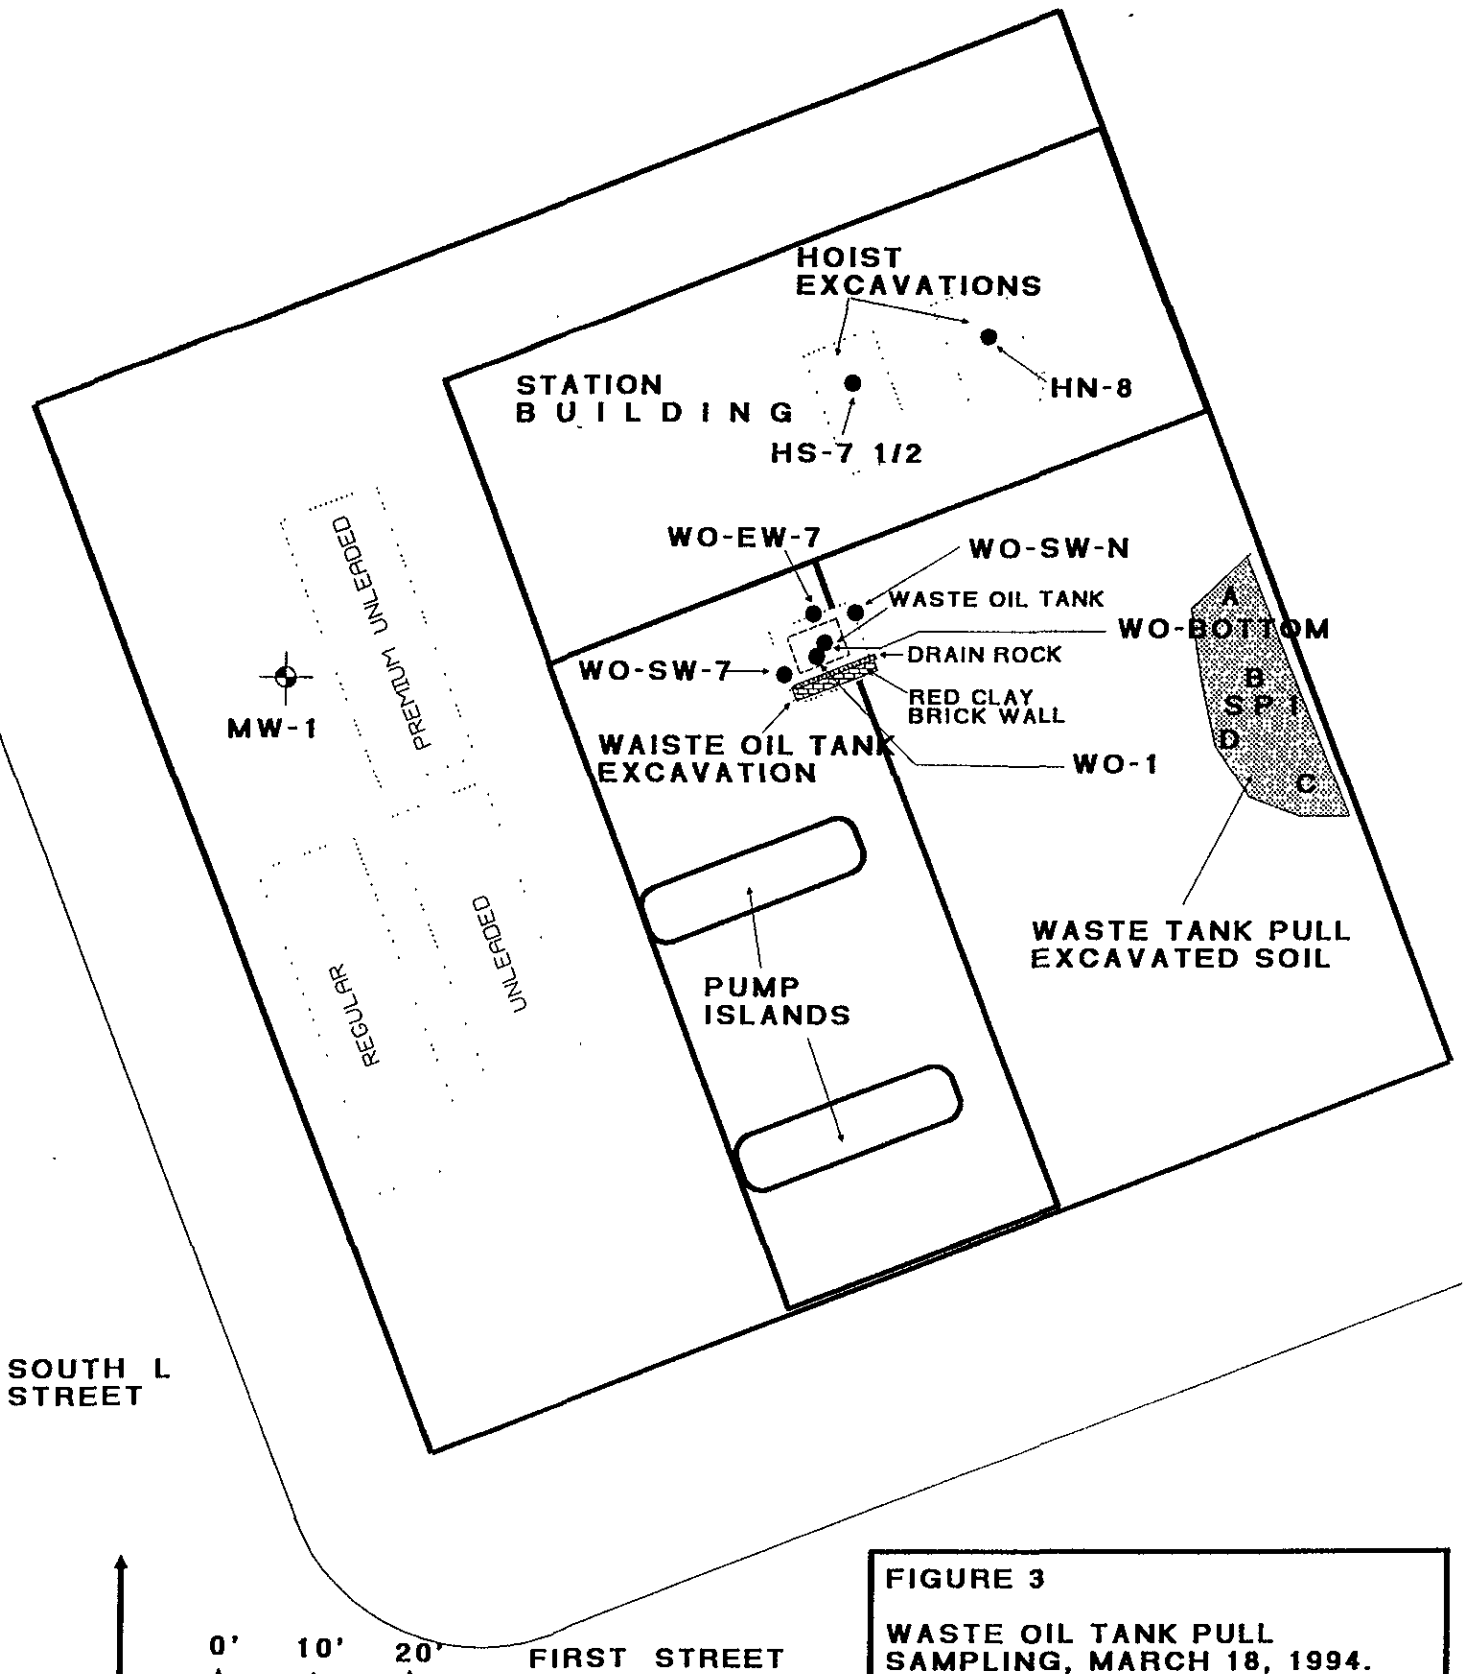 HOIST
EXCAVATIONS
STATION
BUILDING
HN-8
HS-7 1/2
PREMIUM UNLEADED
WO-EW-7
WO-SW-N
WASTE OIL TANK
WO-BOTTOM
DRAIN ROCK
WO-SW-7
RED CLAY
BRICK WALL
MW-1
WAISTE OIL TANK
EXCAVATION
WO-1
A
B
SP1
D
C
REGULAR
UNLEADED
WASTE TANK PULL
EXCAVATED SOIL
PUMP
ISLANDS
SOUTH L
STREET
0' 10' 20'
FIRST STREET
FIGURE 3
WASTE OIL TANK PULL
SAMPLING, MARCH 18, 1994.